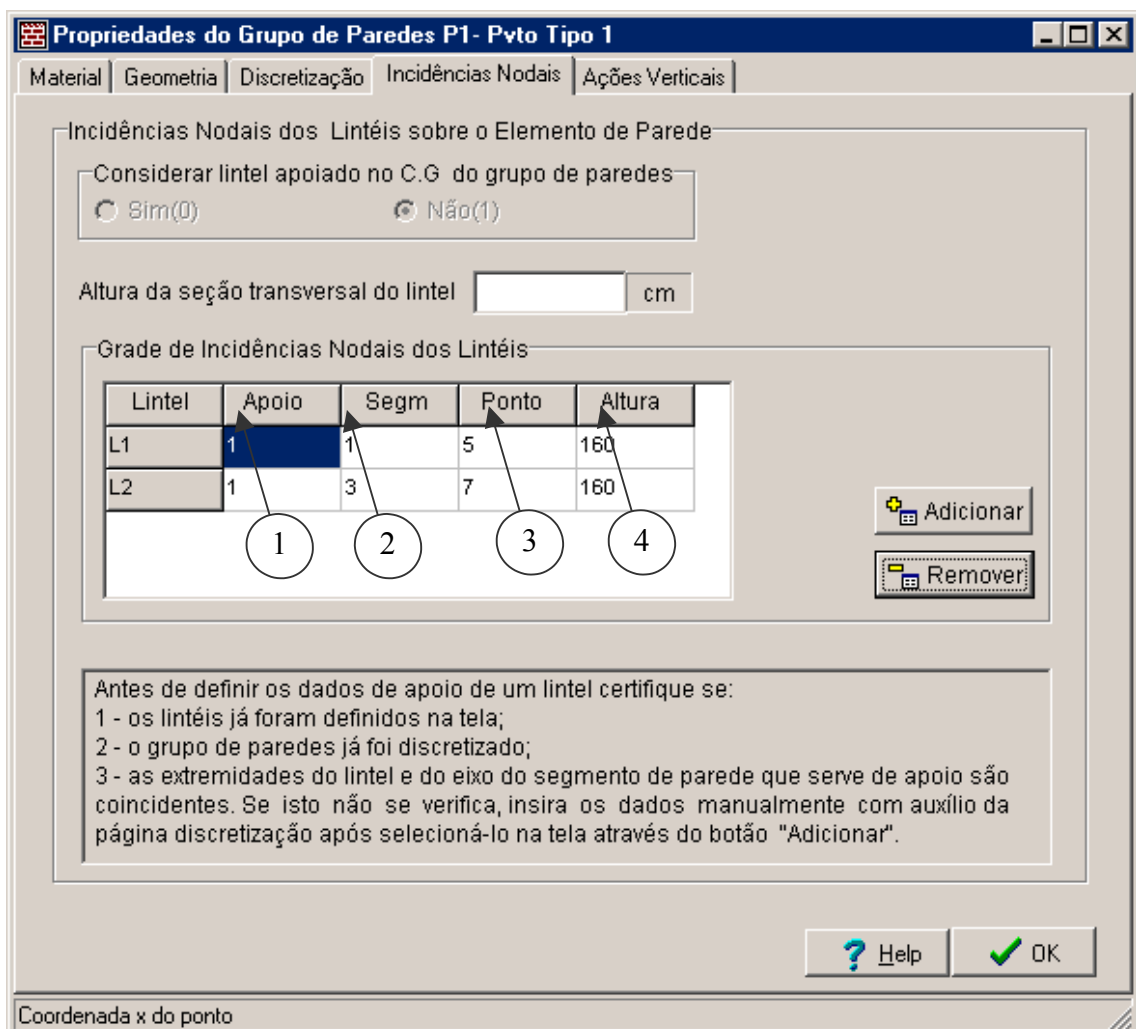 Propriedades do Grupo de Paredes P1- Pvto Tipo 1
Material Geometria Discretização Incidências Nodais Ações Verticais
Incidências Nodais dos Lintéis sobre o Elemento de Parede
Considerar lintel apoiado no C.G do grupo de paredes
Sim(0) Não(1)
Altura da seção transversal do lintel cm
Grade de Incidências Nodais dos Lintéis
Lintel Apoio Segm Ponto Altura
L1 1 1 5 160
L2 1 3 7 160
1 2 3 4
Adicionar
Remover
Antes de definir os dados de apoio de um lintel certifique se:
1 - os lintéis já foram definidos na tela;
2 - o grupo de paredes já foi discretizado;
3 - as extremidades do lintel e do eixo do segmento de parede que serve de apoio são
coincidentes. Se isto não se verifica, insira os dados manualmente com auxílio da
página discretização após selecioná-lo na tela através do botão "Adicionar".
? Help OK
Coordenada x do ponto